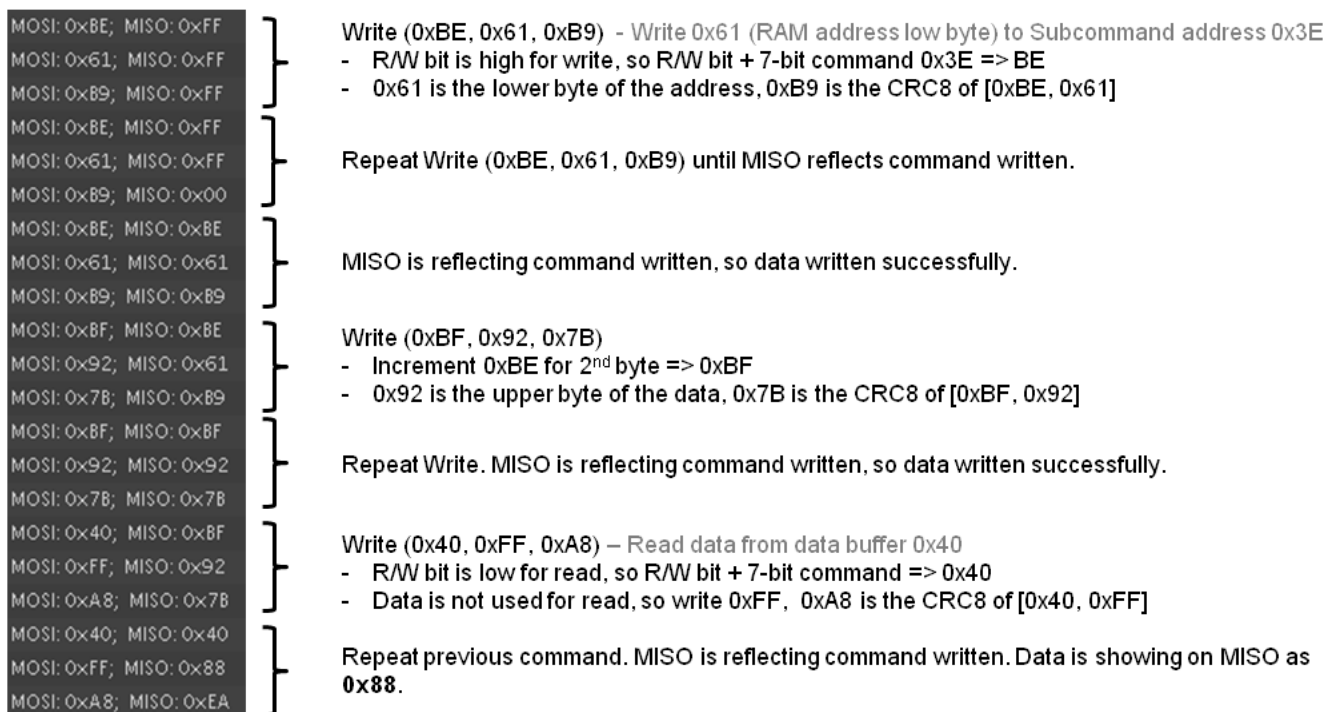 MOSI: 0xBE; MISO: 0xFF
MOSI: 0x61; MISO: 0xFF
MOSI: 0xB9; MISO: 0xFF
Write (0xBE, 0x61, 0xB9) - Write 0x61 (RAM address low byte) to Subcommand address 0x3E
- R/W bit is high for write, so R/W bit + 7-bit command 0x3E => BE
- 0x61 is the lower byte of the address, 0xB9 is the CRC8 of [0xBE, 0x61]
MOSI: 0xBE; MISO: 0xFF
MOSI: 0x61; MISO: 0xFF
MOSI: 0xB9; MISO: 0x00
Repeat Write (0xBE, 0x61, 0xB9) until MISO reflects command written.
MOSI: 0xBE; MISO: 0xBE
MOSI: 0x61; MISO: 0x61
MOSI: 0xB9; MISO: 0xB9
MISO is reflecting command written, so data written successfully.
MOSI: 0xBF; MISO: 0xBE
MOSI: 0x92; MISO: 0x61
MOSI: 0x7B; MISO: 0xB9
Write (0xBF, 0x92, 0x7B)
- Increment 0xBE for 2nd byte => 0xBF
- 0x92 is the upper byte of the data, 0x7B is the CRC8 of [0xBF, 0x92]
MOSI: 0xBF; MISO: 0xBF
MOSI: 0x92; MISO: 0x92
MOSI: 0x7B; MISO: 0x7B
Repeat Write. MISO is reflecting command written, so data written successfully.
MOSI: 0x40; MISO: 0xBF
MOSI: 0xFF; MISO: 0x92
MOSI: 0xA8; MISO: 0x7B
Write (0x40, 0xFF, 0xA8) – Read data from data buffer 0x40
- R/W bit is low for read, so R/W bit + 7-bit command => 0x40
- Data is not used for read, so write 0xFF, 0xA8 is the CRC8 of [0x40, 0xFF]
MOSI: 0x40; MISO: 0x40
MOSI: 0xFF; MISO: 0x88
MOSI: 0xA8; MISO: 0xEA
Repeat previous command. MISO is reflecting command written. Data is showing on MISO as
0x88.